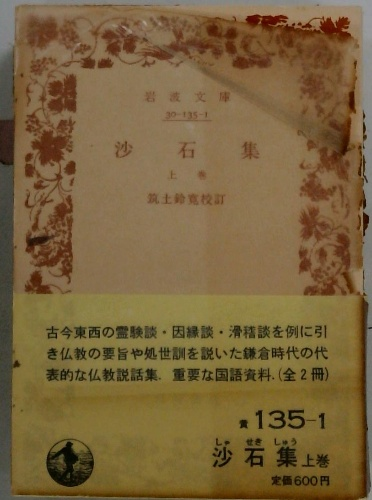 岩波文庫
30-135-1
沙石集
上巻
筑土鈴寛校訂
古今東西の霊験談・因縁談・滑稽談を例に引
き仏教の要旨や処世訓を説いた鎌倉時代の代
表的な仏教説話集. 重要な国語資料.(全2冊)
黄 135-1
しゃ せき しゅう
沙石集 上巻
定価600円